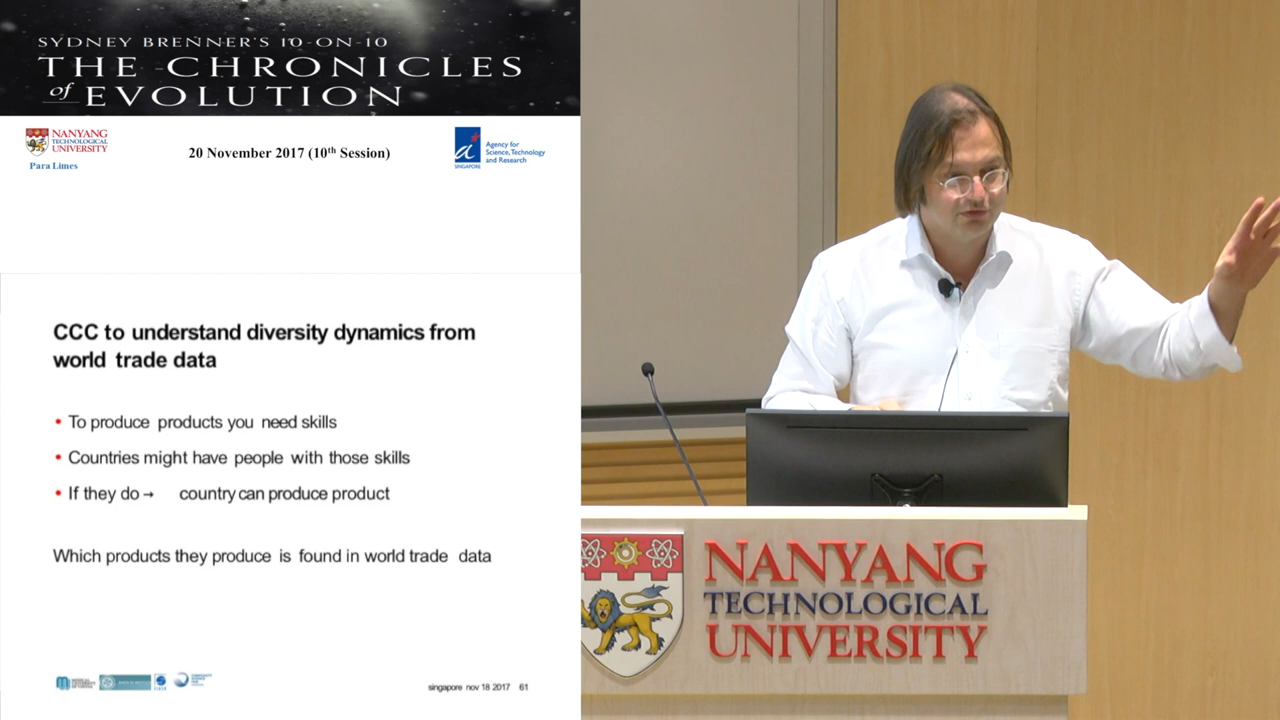 SYDNEY BRENNER'S 10-ON-10
THE CHRONICLES
of EVOLUTION
NANYANG
TECHNOLOGICAL
UNIVERSITY
Para Limes
20 November 2017 (10th Session)
SINGAPORE
Agency for
Science, Technology
and Research
CCC to understand diversity dynamics from
world trade data
• To produce products you need skills
• Countries might have people with those skills
• If they do → country can produce product
Which products they produce is found in world trade data
singapore nov 18 2017 61
NANYANG
TECHNOLOGICAL
UNIVERSITY